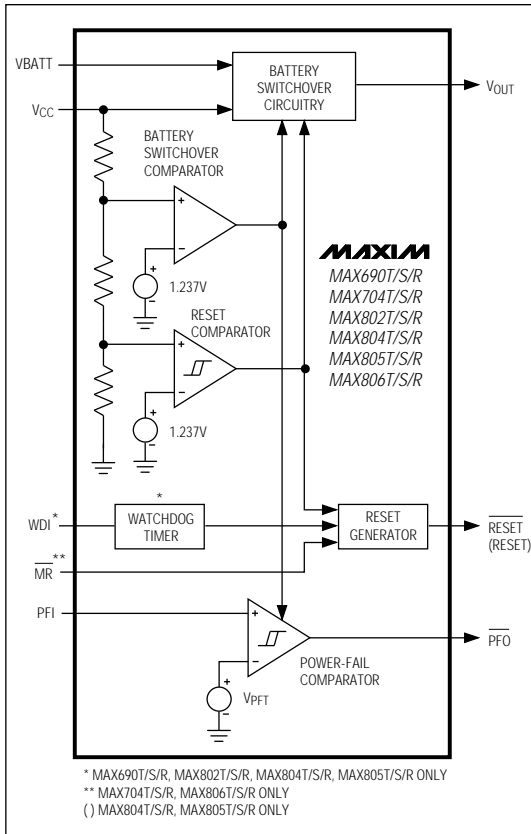 VBATT
VCC
BATTERY
SWITCHOVER
CIRCUITRY
VOUT
BATTERY
SWITCHOVER
COMPARATOR
+
−
+
−
1.237V
RESET
COMPARATOR
+
−
+
−
1.237V
MAXIM
MAX690T/S/R
MAX704T/S/R
MAX802T/S/R
MAX804T/S/R
MAX805T/S/R
MAX806T/S/R
*
WDI*
WATCHDOG
TIMER
RESET
GENERATOR
RESET
(RESET)
MR**
PFI
+
−
PFO
POWER-FAIL
COMPARATOR
+
−
VPFT
* MAX690T/S/R, MAX802T/S/R, MAX804T/S/R, MAX805T/S/R ONLY
** MAX704T/S/R, MAX806T/S/R ONLY
( ) MAX804T/S/R, MAX805T/S/R ONLY